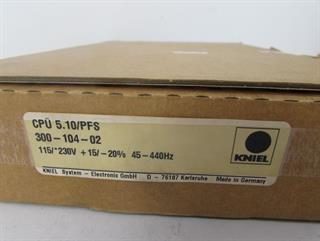 CPÜ 5.10/PFS
300-104-02
115/*230V +15/-20% 45-440Hz
KNIEL
KNIEL System - Electronic GmbH D - 76187 Karlsruhe Made in Germany